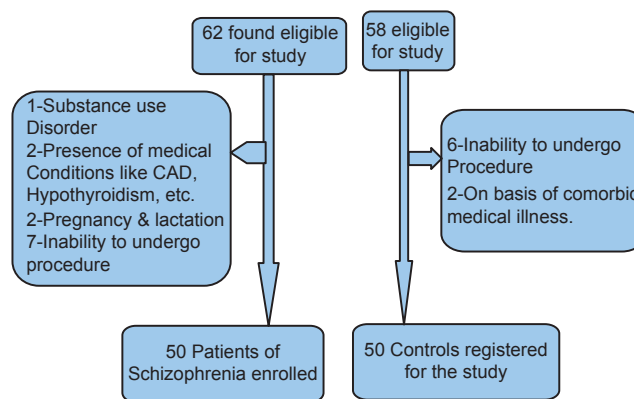 62 found eligible
for study
58 eligible
for study
1-Substance use
Disorder
2-Presence of medical
Conditions like CAD,
Hypothyroidism, etc.
2-Pregnancy & lactation
7-Inability to undergo
procedure
6-Inability to undergo
Procedure
2-On basis of comorbid
medical illness.
50 Patients of
Schizophrenia enrolled
50 Controls registered
for the study